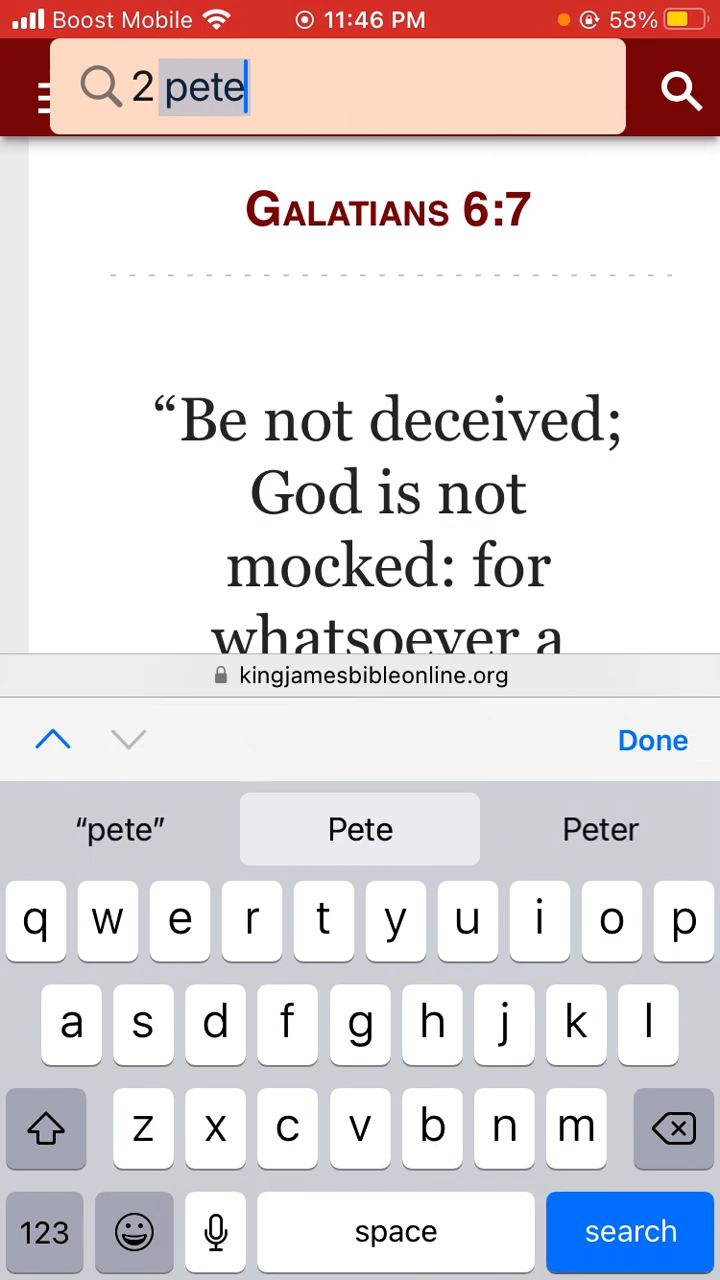 Boost Mobile 11:46 PM 58%
2 pete
GALATIANS 6:7
“Be not deceived;
God is not
mocked: for
whatsoever a
kingjamesbibleonline.org
Done
“pete” Pete Peter
q w e r t y u i o p
a s d f g h j k l
z x c v b n m
123 space search